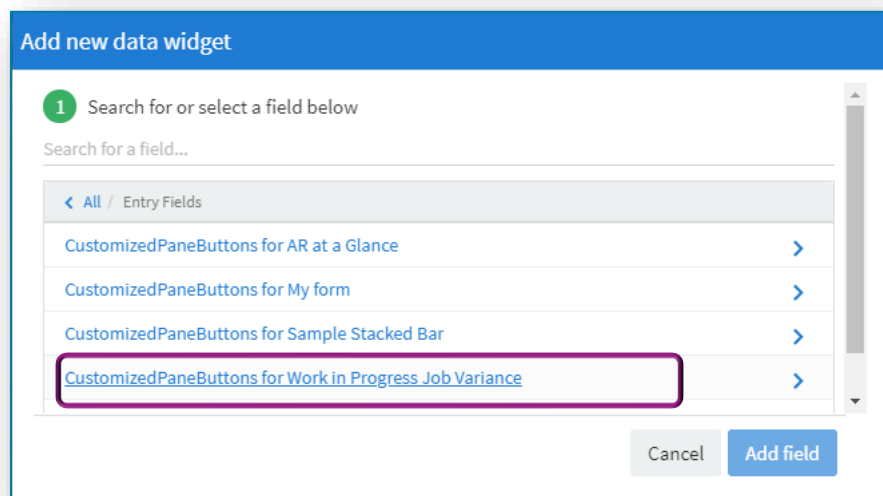 Add new data widget
1 Search for or select a field below
Search for a field...
All / Entry Fields
CustomizedPaneButtons for AR at a Glance
CustomizedPaneButtons for My form
CustomizedPaneButtons for Sample Stacked Bar
CustomizedPaneButtons for Work in Progress Job Variance
Cancel Add field